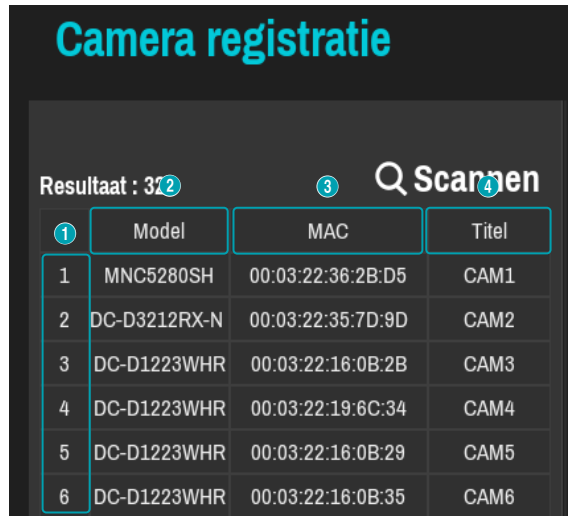 Camera registratie
Resultaat : 32 2 3 Scannen 4
1 Model MAC Titel
1 MNC5280SH 00:03:22:36:2B:D5 CAM1
2 DC-D3212RX-N 00:03:22:35:7D:9D CAM2
3 DC-D1223WHR 00:03:22:16:0B:2B CAM3
4 DC-D1223WHR 00:03:22:19:6C:34 CAM4
5 DC-D1223WHR 00:03:22:16:0B:29 CAM5
6 DC-D1223WHR 00:03:22:16:0B:35 CAM6